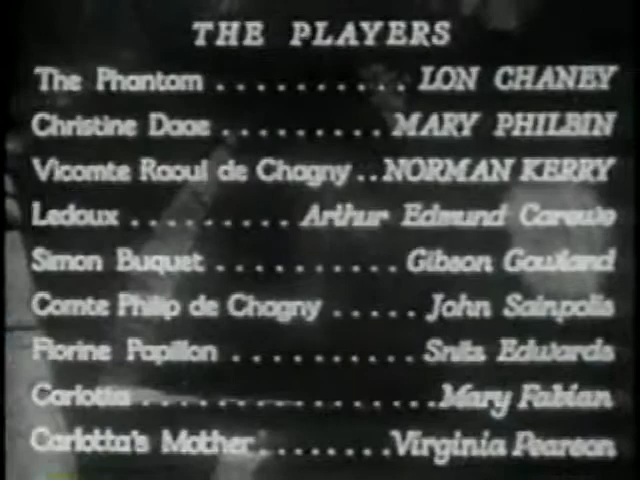 THE PLAYERS
The Phantom . . . . . . . . . . LON CHANEY
Christine Daae . . . . . . . . . MARY PHILBIN
Vicomte Raoul de Chagny . . NORMAN KERRY
Ledoux . . . . . . . . . Arthur Edmund Carewe
Simon Buquet . . . . . . . . . . Gibson Gowland
Comte Philip de Chagny . . . . . John Sainpolis
Florine Papillon . . . . . . . . . . Snitz Edwards
Carlotta . . . . . . . . . . . . . . . . Mary Fabian
Carlotta's Mother . . . . . . . . Virginia Pearson